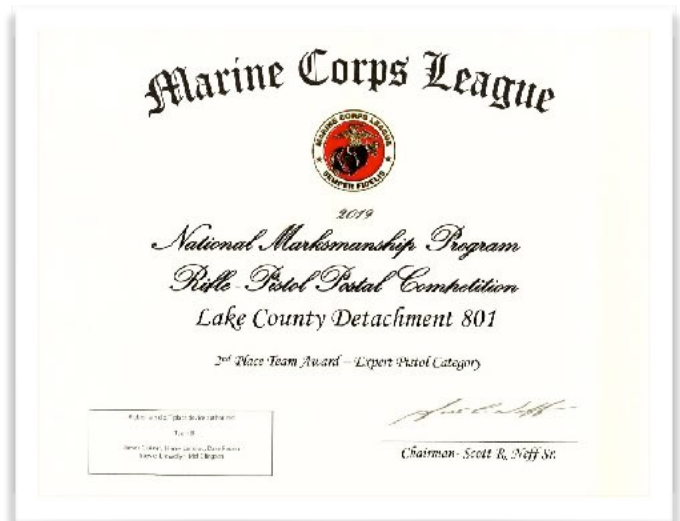 Marine Corps League
MARINE CORPS LEAGUE
SEMPER FIDELIS
2019
National Marksmanship Program
Rifle-Pistol Postal Competition
Lake County Detachment 801
2nd Place Team Award – Expert Pistol Category
Chairman- Scott R. Neff Sr.